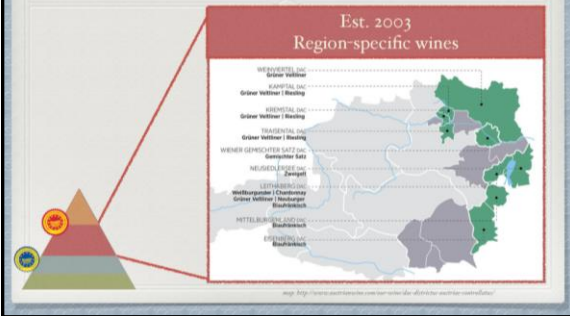 Est. 2003
Region-specific wines
WEINVIERTEL DAC
Grüner Veltliner
KAMPTAL DAC
Grüner Veltliner | Riesling
KREMSTAL DAC
Grüner Veltliner | Riesling
TRAISENTAL DAC
Grüner Veltliner | Riesling
WIENER GEMISCHTER SATZ DAC
Gemischter Satz
NEUSIEDLERSEE DAC
Zweigelt
LEITHABERG DAC
Weißburgunder | Chardonnay
Grüner Veltliner | Neuburger
Blaufränkisch
MITTELBURGENLAND DAC
Blaufränkisch
EISENBERG DAC
Blaufränkisch